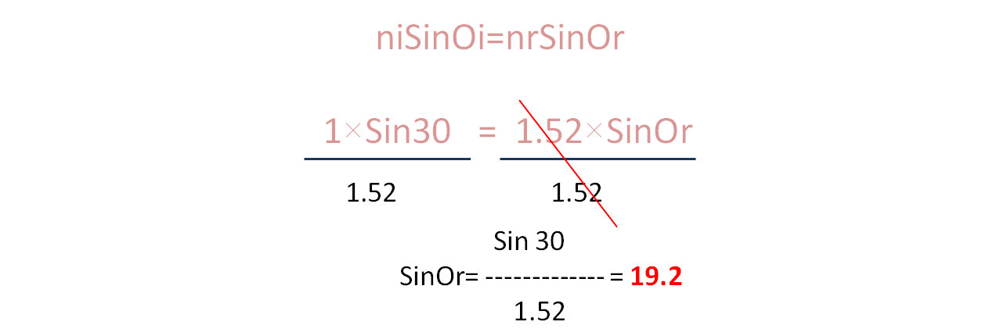 niSinOi=nrSinOr
1×Sin30 = 1.52×SinOr
1.52 1.52
Sin 30
SinOr= ------------- = 19.2
1.52